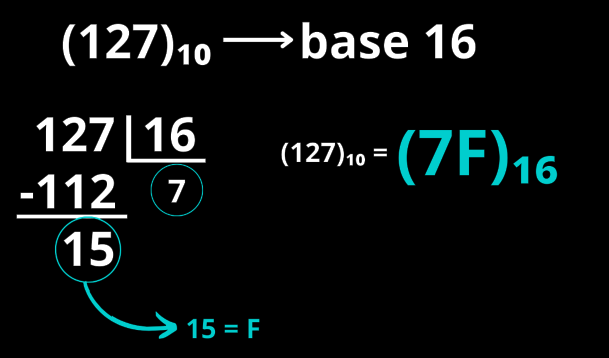 (127)₁₀ ⟶ base 16
127 16
-112 7
15
15 = F
(127)₁₀ = (7F)₁₆